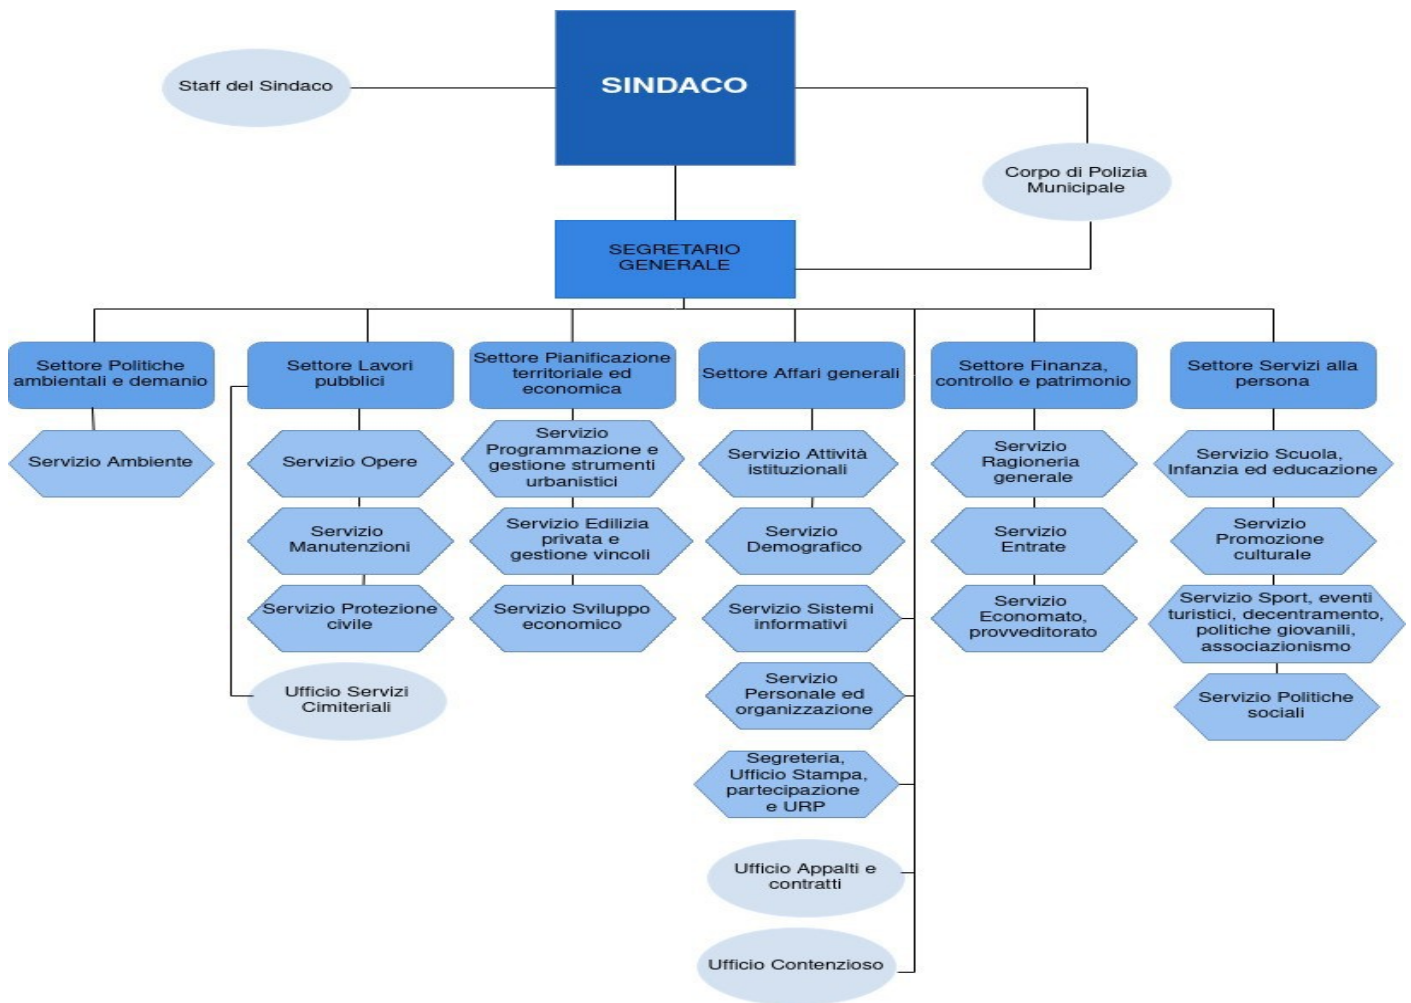 SINDACO
Staff del Sindaco
Corpo di Polizia
Municipale
SEGRETARIO
GENERALE
Settore Politiche
ambientali e demanio
Settore Lavori
pubblici
Settore Pianificazione
territoriale ed
economica
Settore Affari generali
Settore Finanza,
controllo e patrimonio
Settore Servizi alla
persona
Servizio Ambiente
Servizio Opere
Servizio
Manutenzioni
Servizio Protezione
civile
Ufficio Servizi
Cimiteriali
Servizio
Programmazione e
gestione strumenti
urbanistici
Servizio Edilizia
privata e
gestione vincoli
Servizio Sviluppo
economico
Servizio Attività
istituzionali
Servizio
Demografico
Servizio Sistemi
informativi
Servizio
Personale ed
organizzazione
Segreteria,
Ufficio Stampa,
partecipazione
e URP
Ufficio Appalti e
contratti
Ufficio Contenzioso
Servizio
Ragioneria
generale
Servizio
Entrate
Servizio
Economato,
provveditorato
Servizio Scuola,
Infanzia ed educazione
Servizio
Promozione
culturale
Servizio Sport, eventi
turistici, decentramento,
politiche giovanili,
associazionismo
Servizio Politiche
sociali